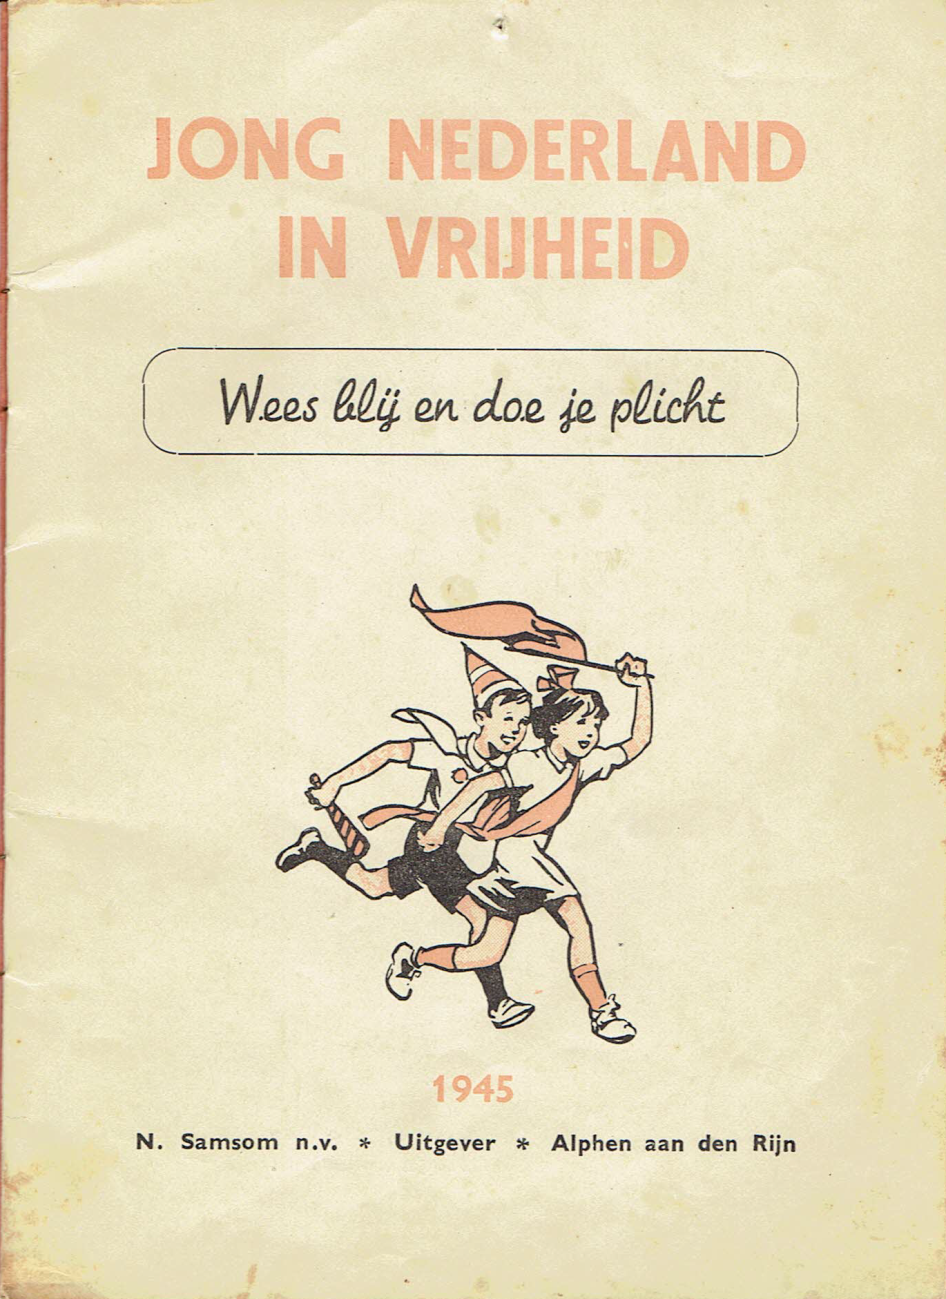 JONG NEDERLAND
IN VRIJHEID
Wees blij en doe je plicht
1945
N. Samsom n.v. * Uitgever * Alphen aan den Rijn